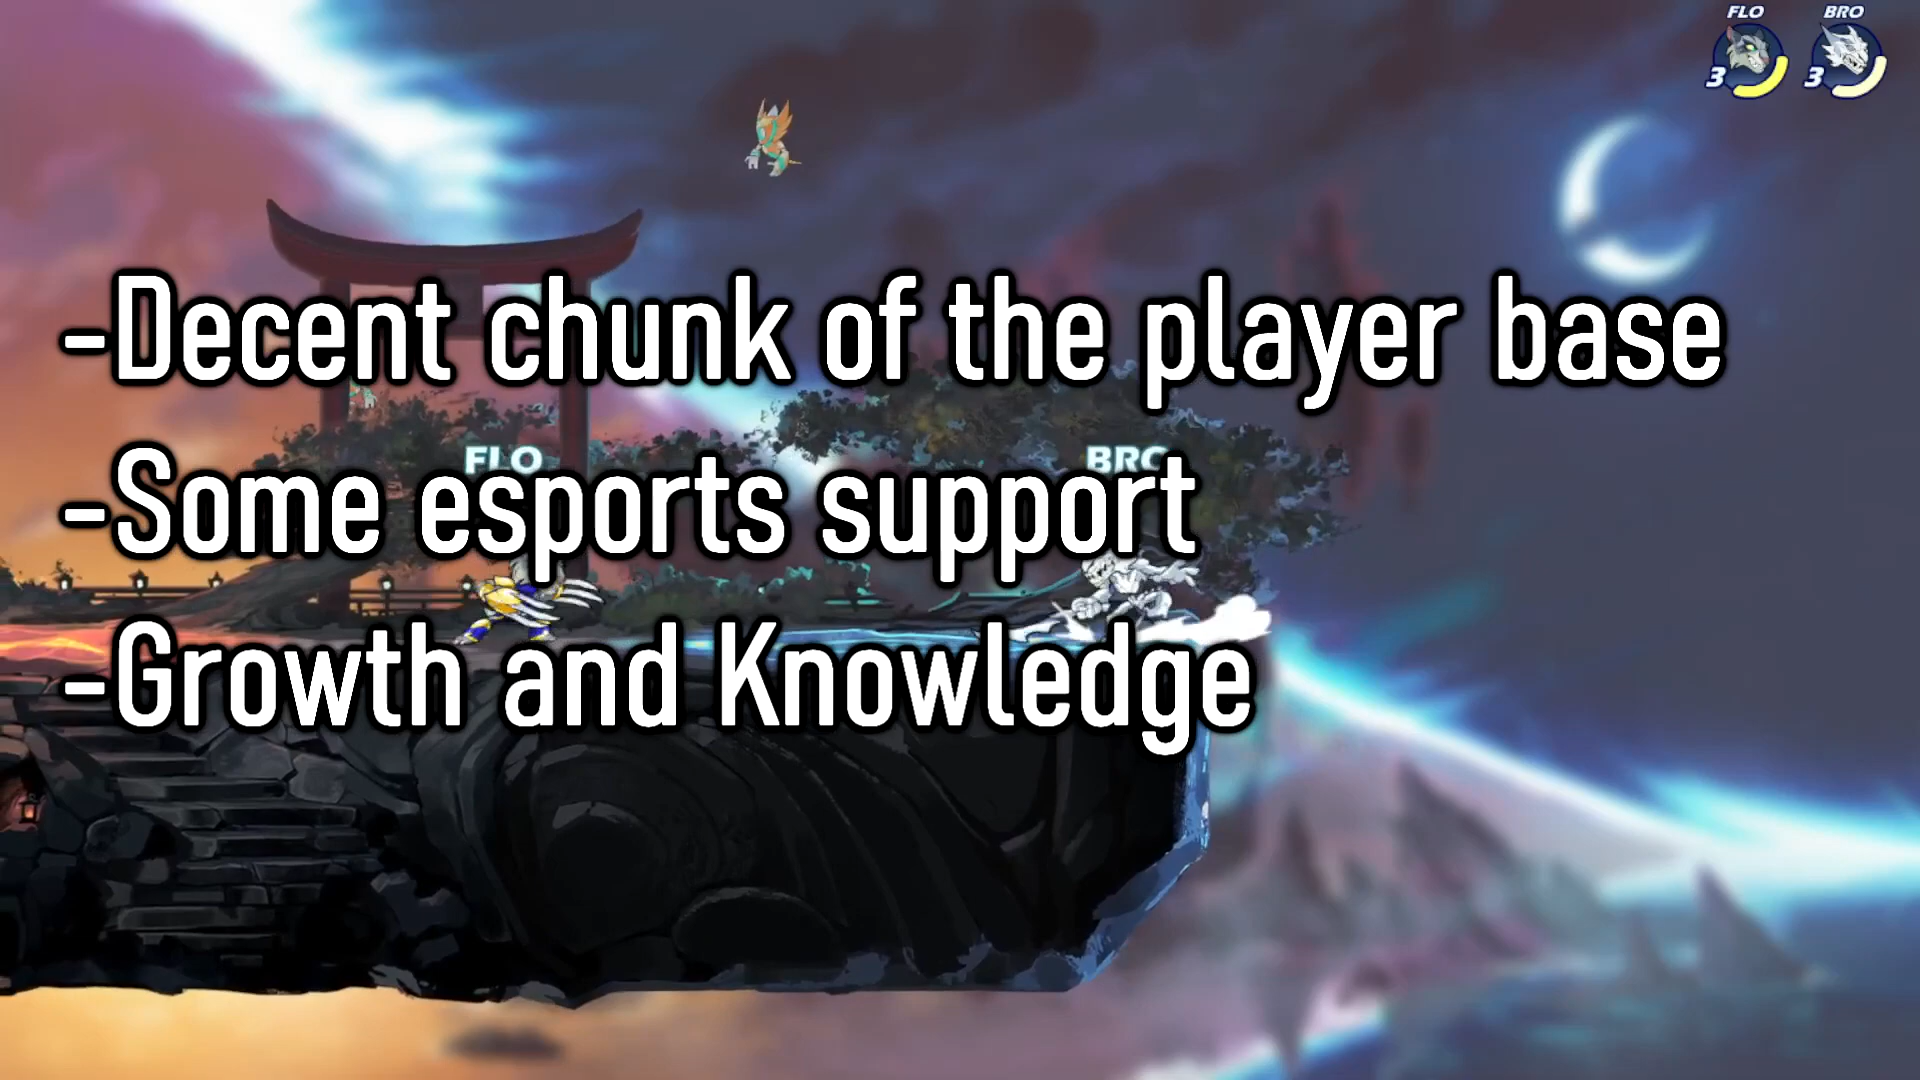 FLO BRO
3 3
-Decent chunk of the player base
FLO BRO
-Some esports support
-Growth and Knowledge